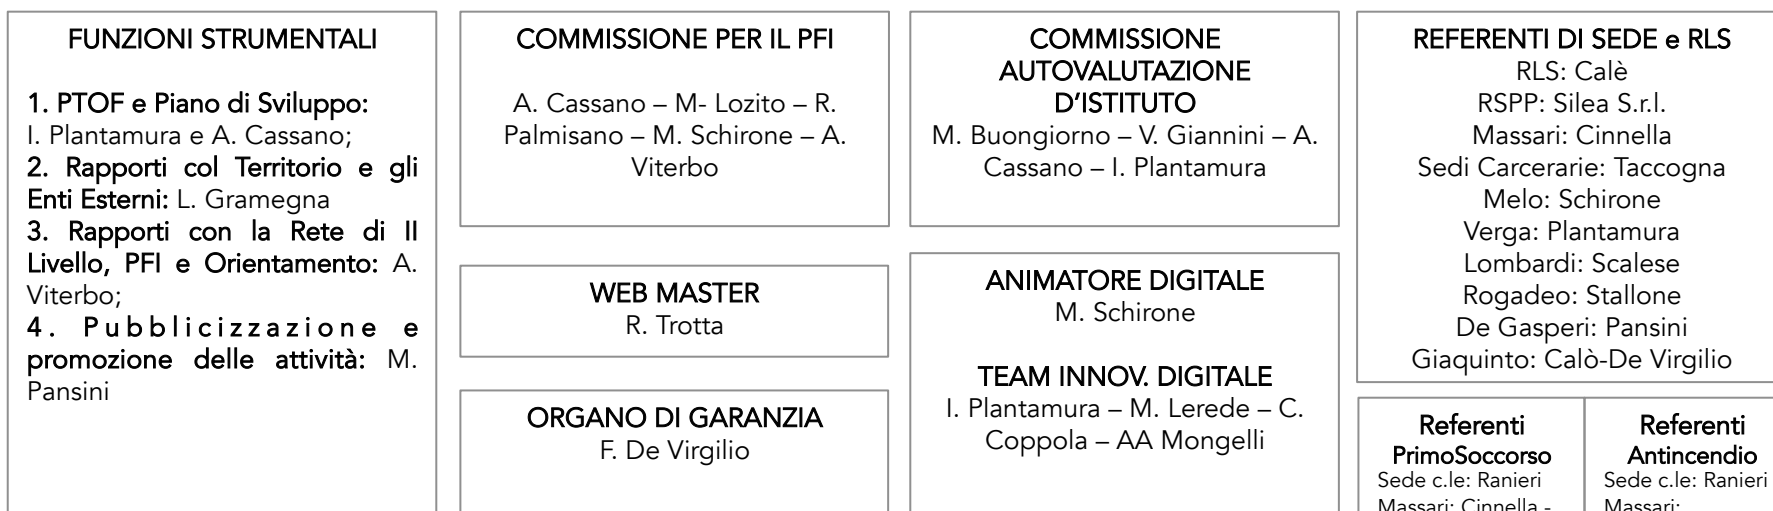 FUNZIONI STRUMENTALI
1. PTOF e Piano di Sviluppo:
I. Plantamura e A. Cassano;
2. Rapporti col Territorio e gli
Enti Esterni: L. Gramegna
3. Rapporti con la Rete di II
Livello, PFI e Orientamento: A.
Viterbo;
4. Pubblicizzazione e
promozione delle attività: M.
Pansini
COMMISSIONE PER IL PFI
A. Cassano – M- Lozito – R.
Palmisano – M. Schirone – A.
Viterbo
WEB MASTER
R. Trotta
ORGANO DI GARANZIA
F. De Virgilio
COMMISSIONE
AUTOVALUTAZIONE
D’ISTITUTO
M. Buongiorno – V. Giannini – A.
Cassano – I. Plantamura
ANIMATORE DIGITALE
M. Schirone
TEAM INNOV. DIGITALE
I. Plantamura – M. Lerede – C.
Coppola – AA Mongelli
REFERENTI DI SEDE e RLS
RLS: Calè
RSPP: Silea S.r.l.
Massari: Cinnella
Sedi Carcerarie: Taccogna
Melo: Schirone
Verga: Plantamura
Lombardi: Scalese
Rogadeo: Stallone
De Gasperi: Pansini
Giaquinto: Calò-De Virgilio
Referenti
PrimoSoccorso
Sede c.le: Ranieri
Massari: Cinnella -
Referenti
Antincendio
Sede c.le: Ranieri
Massari: